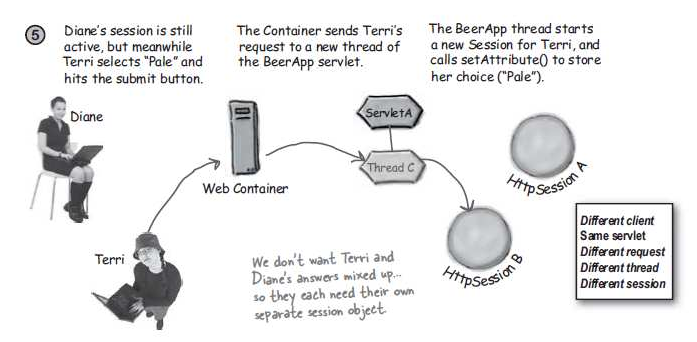 5
Diane's session is still
active, but meanwhile
Terri selects "Pale" and
hits the submit button.
The Container sends Terri's
request to a new thread of
the BeerApp servlet.
The BeerApp thread starts
a new Session for Terri, and
calls setAttribute() to store
her choice ("Pale").
Diane
Web Container
ServletA
Thread C
HttpSession A
Terri
HttpSession B
We don't want Terri and
Diane's answers mixed up...
so they each need their own
separate session object.
Different client
Same servlet
Different request
Different thread
Different session